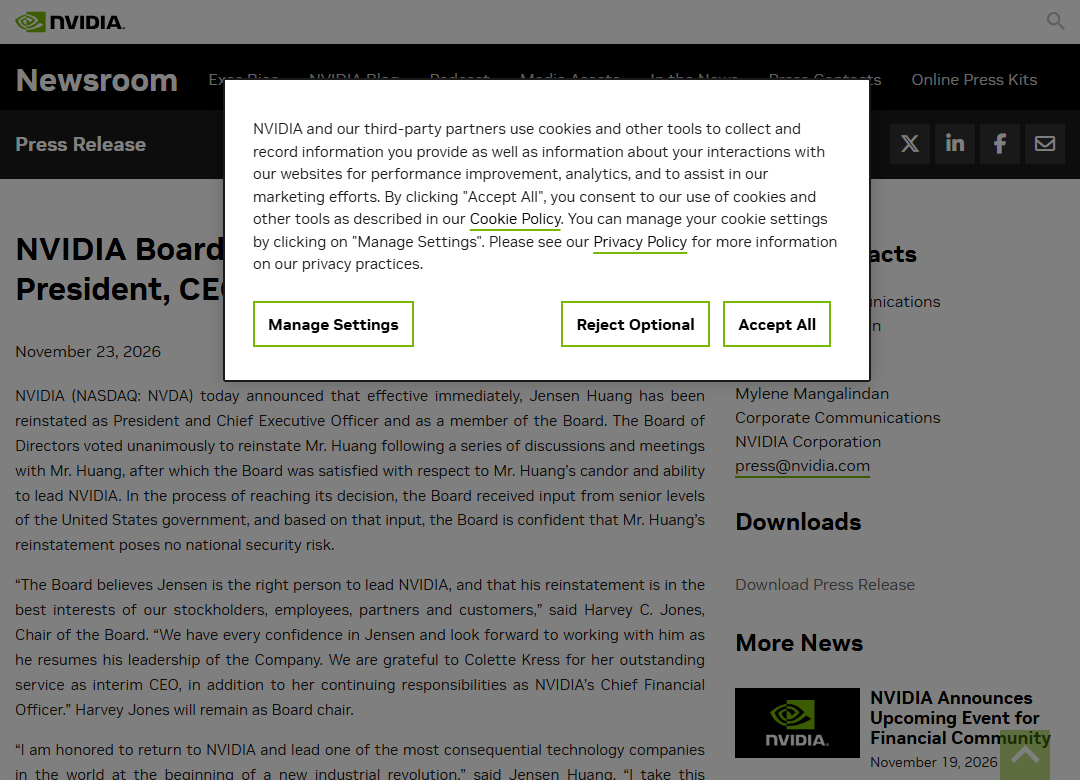 NVIDIA
Newsroom
Online Press Kits
Press Release
NVIDIA and our third-party partners use cookies and other tools to collect and
record information you provide as well as information about your interactions with
our websites for performance improvement, analytics, and to assist in our
marketing efforts. By clicking "Accept All", you consent to our use of cookies and
other tools as described in our Cookie Policy. You can manage your cookie settings
by clicking on "Manage Settings". Please see our Privacy Policy for more information
on our privacy practices.
Manage Settings
Reject Optional
Accept All
NVIDIA Board
President,
November 23, 2026
NVIDIA (NASDAQ: NVDA) today announced that effective immediately, Jensen Huang has been
reinstated as President and Chief Executive Officer and as a member of the Board. The Board of
Directors voted unanimously to reinstate Mr. Huang following a series of discussions and meetings
with Mr. Huang, after which the Board was satisfied with respect to Mr. Huang’s candor and ability
to lead NVIDIA. In the process of reaching its decision, the Board received input from senior levels
of the United States government, and based on that input, the Board is confident that Mr. Huang’s
reinstatement poses no national security risk.
“The Board believes Jensen is the right person to lead NVIDIA, and that his reinstatement is in the
best interests of our stockholders, employees, partners and customers,” said Harvey C. Jones,
Chair of the Board. “We have every confidence in Jensen and look forward to working with him as
he resumes his leadership of the Company. We are grateful to Colette Kress for her outstanding
service as interim CEO, in addition to her continuing responsibilities as NVIDIA’s Chief Financial
Officer.” Harvey Jones will remain as Board chair.
“I am honored to return to NVIDIA and lead one of the most consequential technology companies
in the world at the beginning of a new industrial revolution,” said Jensen Huang. “I take this
Mylene Mangalindan
Corporate Communications
NVIDIA Corporation
press@nvidia.com
Downloads
Download Press Release
More News
NVIDIA
NVIDIA Announces
Upcoming Event for
Financial Community
November 19, 2026